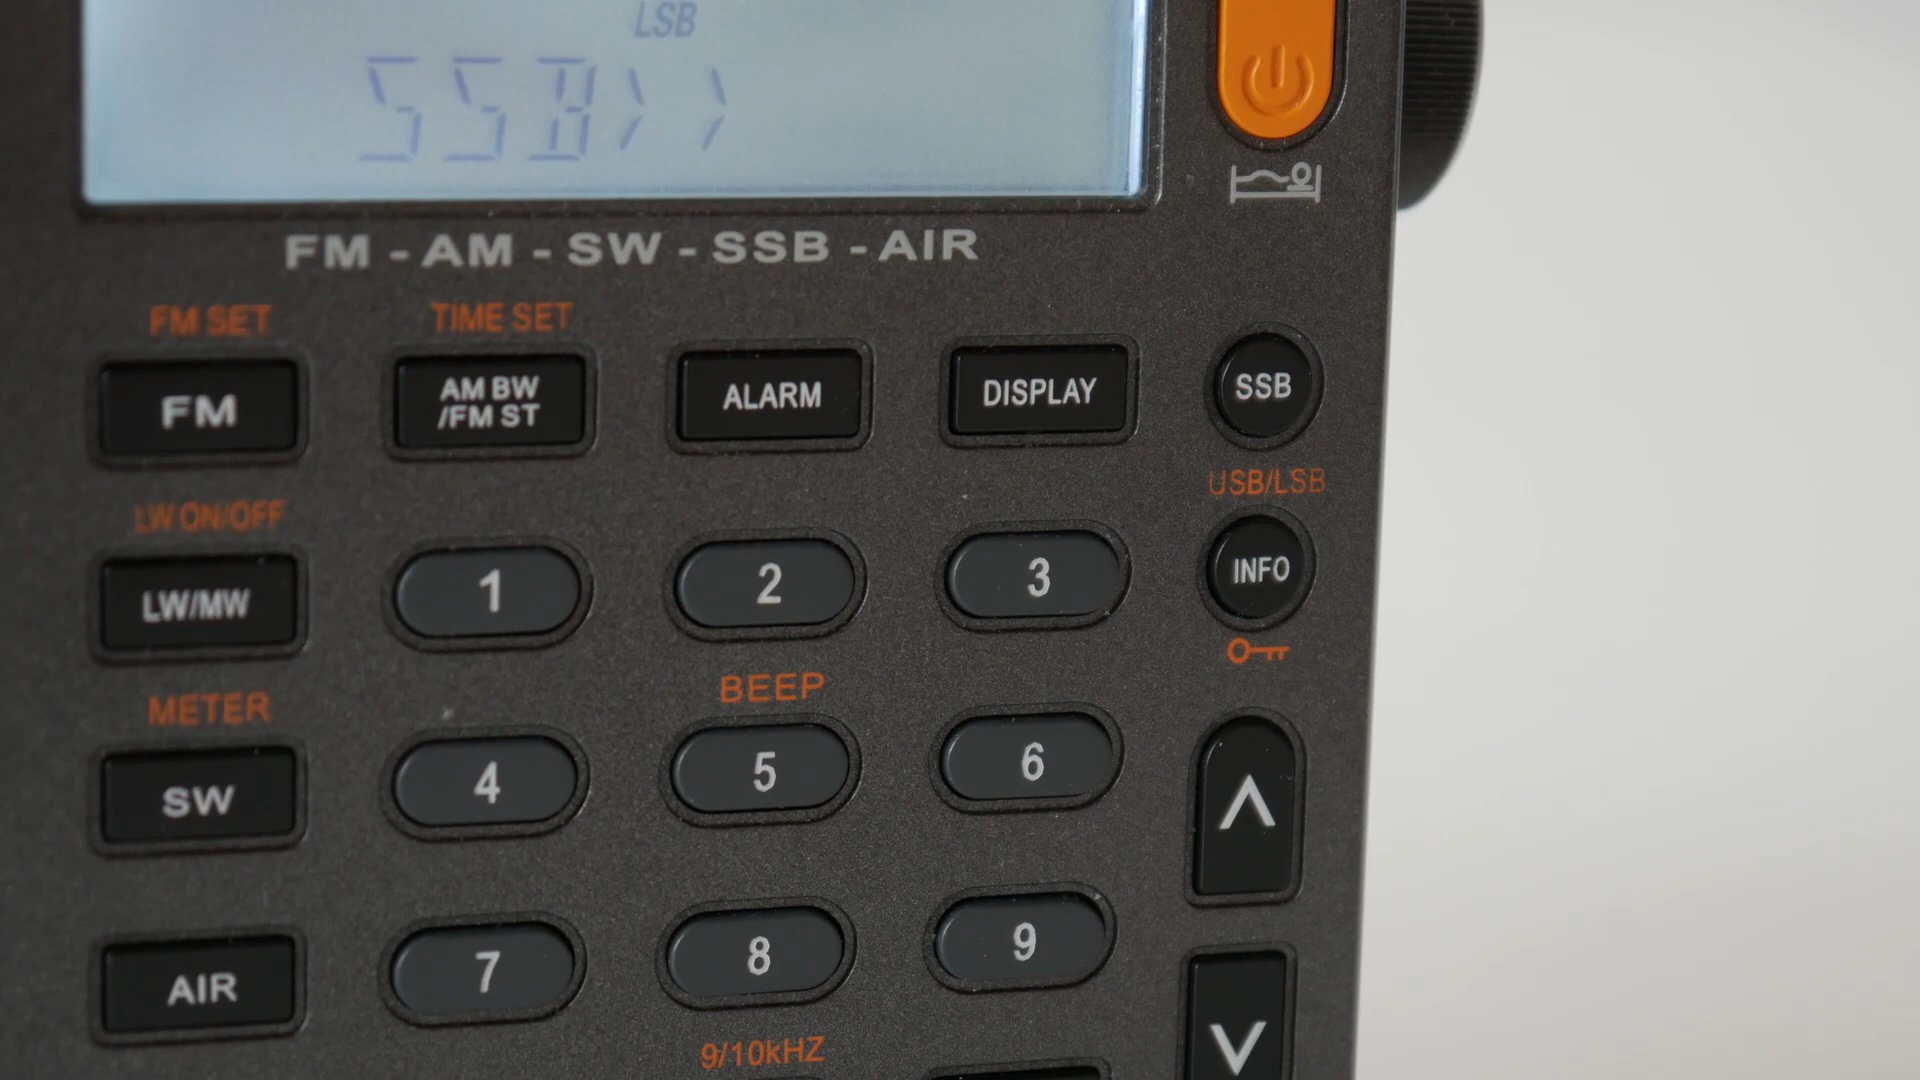 LSB
SSB>>
FM - AM - SW - SSB - AIR
FM SET
TIME SET
FM
AM BW
/FM ST
ALARM
DISPLAY
SSB
USB/LSB
LW ON/OFF
LW/MW
1
2
3
INFO
METER
BEEP
SW
4
5
6
AIR
7
8
9
9/10kHZ